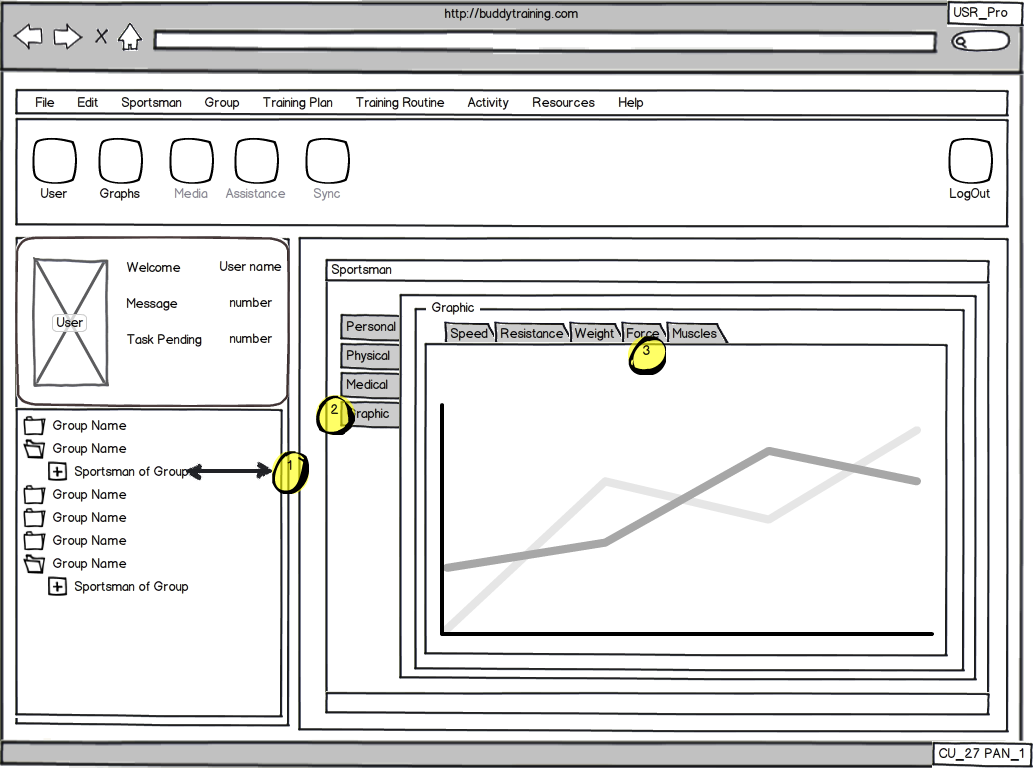 http://buddytraining.com
USR_Pro
File Edit Sportsman Group Training Plan Training Routine Activity Resources Help
User Graphs Media Assistance Sync LogOut
Welcome User name
Message number
User
Task Pending number
Group Name
Group Name
Sportsman of Group
1
Group Name
Group Name
Group Name
Group Name
Sportsman of Group
Sportsman
Personal
Physical
Medical
2 raphic
Graphic
Speed Resistance Weight Force Muscles
3
CU_27 PAN_1